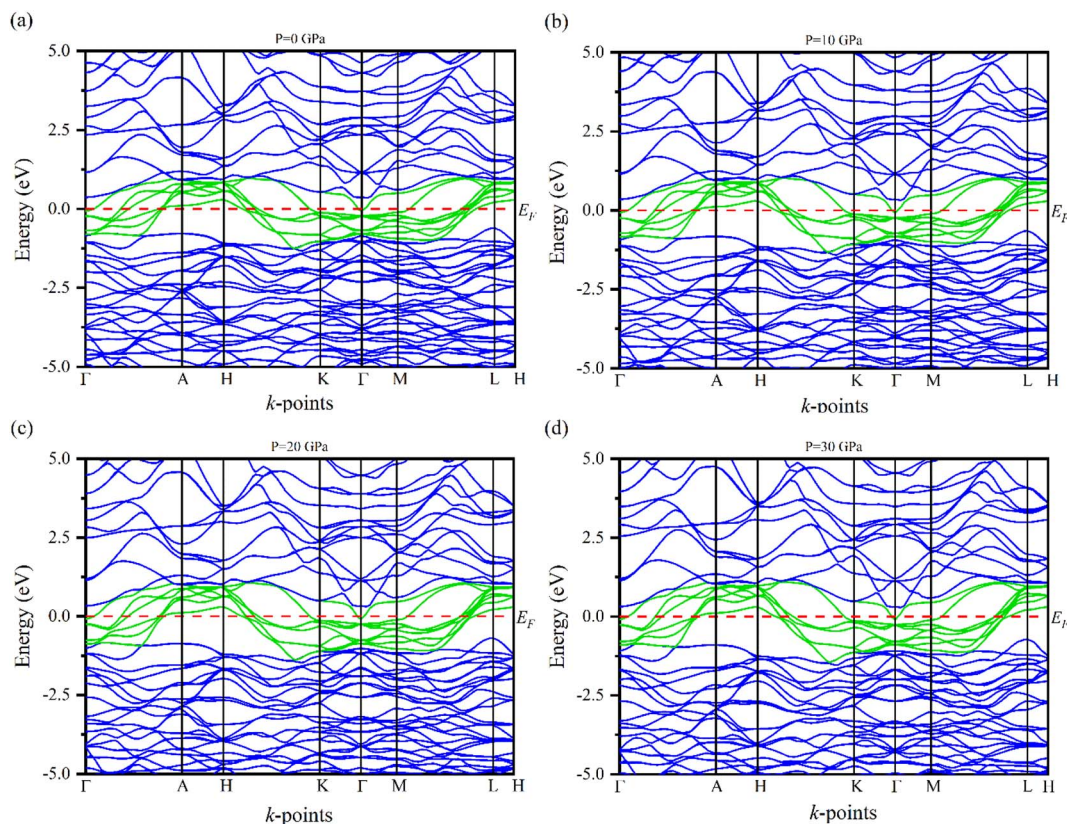 (a)
P=0 GPa
5.0
2.5
0.0
-2.5
-5.0
Energy (eV)
E_F
Γ A H K Γ M L H
k-points
(b)
P=10 GPa
5.0
2.5
0.0
-2.5
-5.0
Energy (eV)
E_F
Γ A H K Γ M L H
k-points
(c)
P=20 GPa
5.0
2.5
0.0
-2.5
-5.0
Energy (eV)
E_F
Γ A H K Γ M L H
k-points
(d)
P=30 GPa
5.0
2.5
0.0
-2.5
-5.0
Energy (eV)
E_F
Γ A H K Γ M L H
k-points